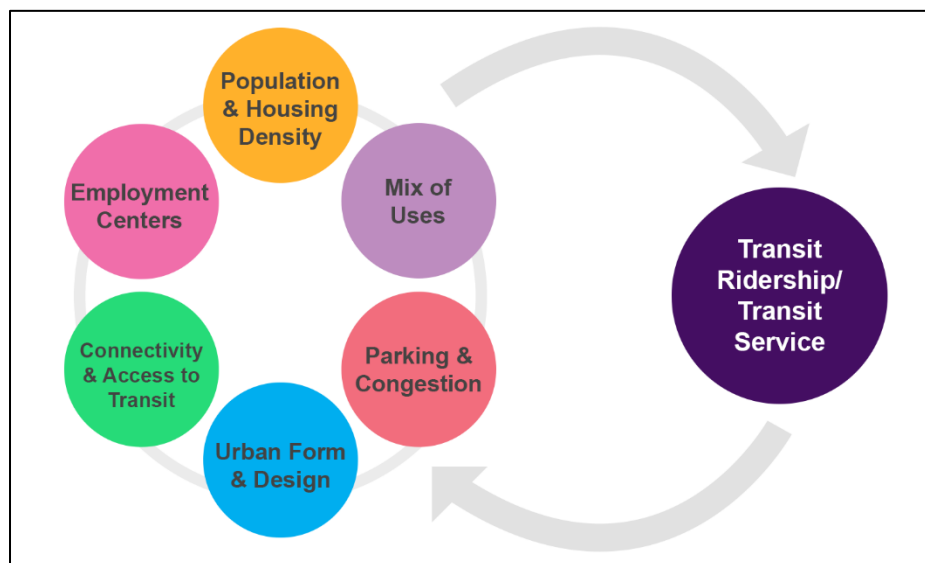 Population
& Housing
Density
Mix of
Uses
Parking &
Congestion
Urban Form
& Design
Connectivity
& Access to
Transit
Employment
Centers
Transit
Ridership/
Transit
Service